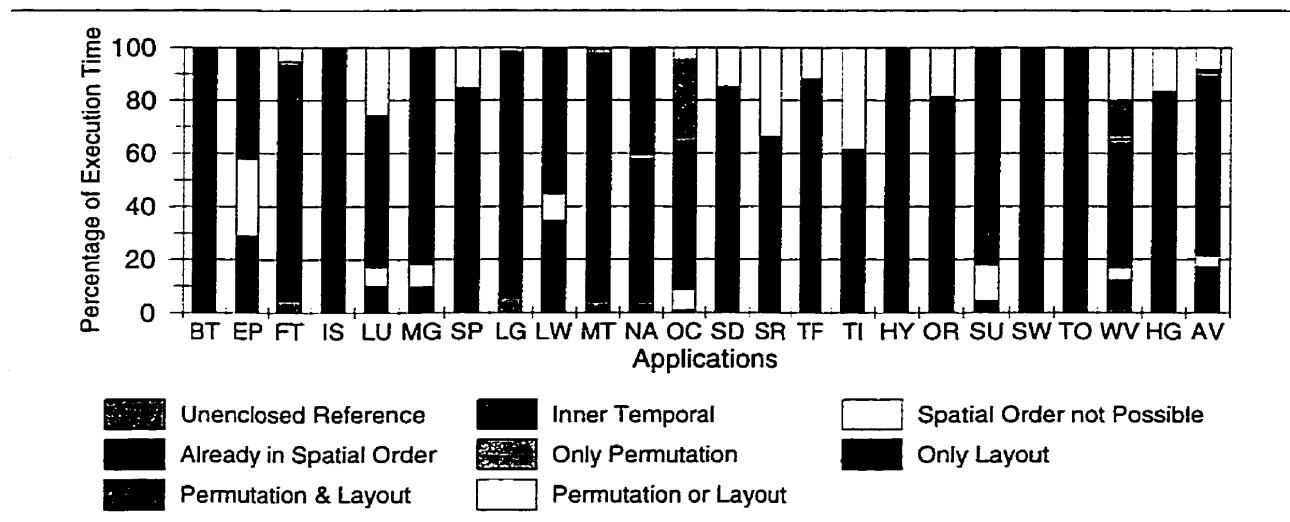 Percentage of Execution Time
100
80
60
40
20
0
BT EP FT IS LU MG SP LG LW MT NA OC SD SR TF TI HY OR SU SW TO WV HG AV
Applications
Unenclosed Reference
Inner Temporal
Spatial Order not Possible
Already in Spatial Order
Only Permutation
Only Layout
Permutation & Layout
Permutation or Layout